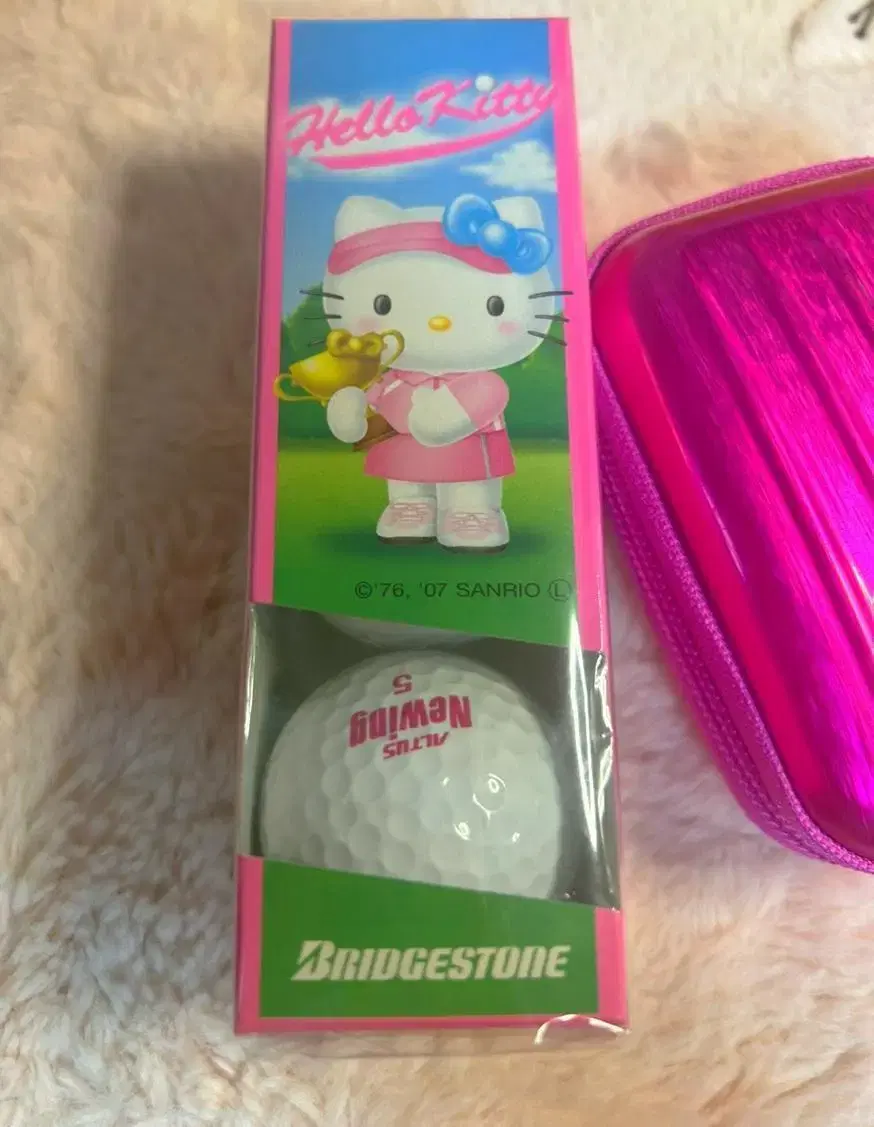 Hello Kitty
©'76, '07 SANRIO Ⓛ
ALTUS
Newing
5
BRIDGESTONE